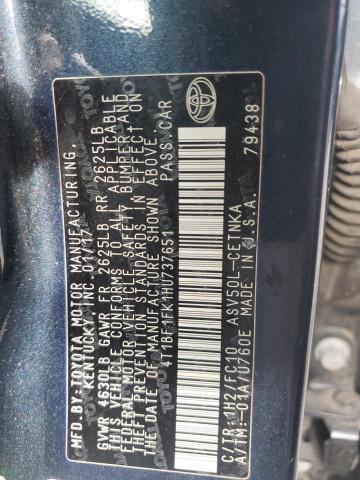 MFD. BY: TOYOTA MOTOR MANUFACTURING,
KENTUCKY, INC. 01/17
GVWR 4630LB GAWR FR 2625LB RR 2625LB
THIS VEHICLE CONFORMS TO ALL APPLICABLE
FEDERAL MOTOR VEHICLE SAFETY, BUMPER, AND
THEFT PREVENTION STANDARDS IN EFFECT ON
THE DATE OF MANUFACTURE SHOWN ABOVE.
4T1BF1FK1HU737651 PASS. CAR
C/TR: JH2/FC10 ASV50L-CETNKA
A/TM: -01A/U760E MADE IN U.S.A. 79438